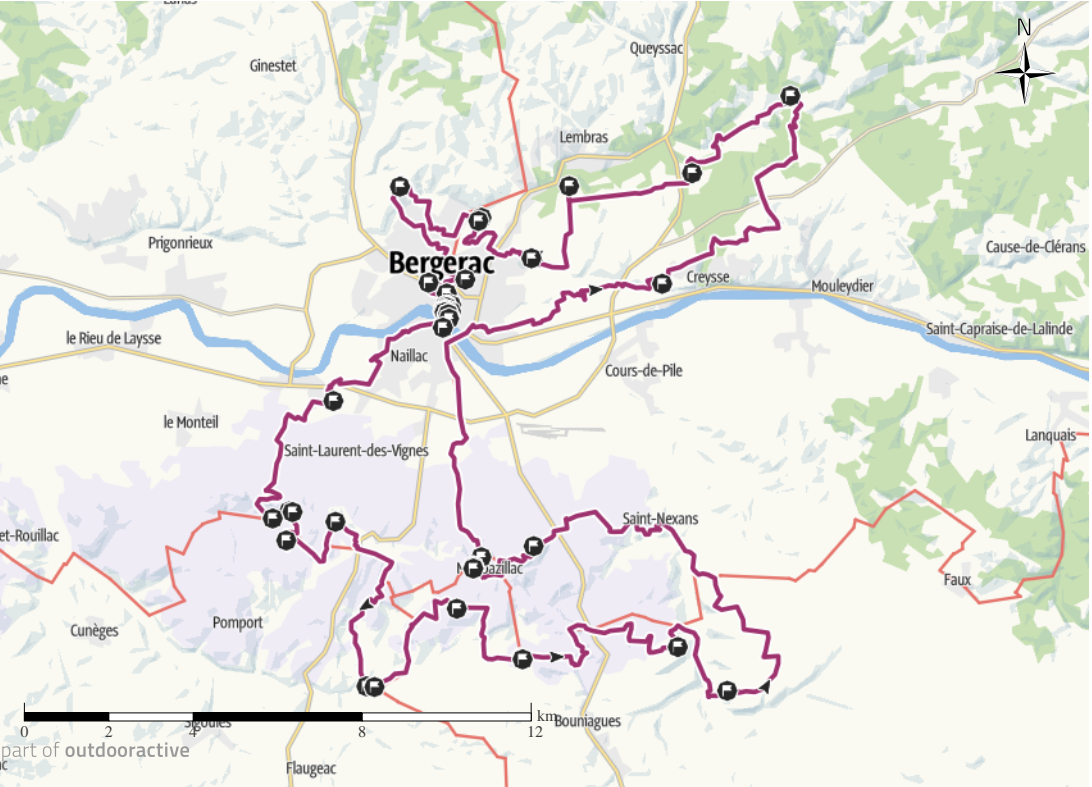 N
Queyssac
Ginestet
Lembras
Prigonrieux
Cause-de-Clérans
Bergerac
Creysse
Mouleydier
Saint-Capraise-de-Lalinde
le Rieu de Laysse
Naillac
Cours-de-Pile
le Monteil
Lanquais
Saint-Laurent-des-Vignes
Saint-Nexans
et-Rouillac
Faux
Pomport
Cunèges
km
Bouniagues
0 2 4 8 12
part of outdooractive
Flaugeac